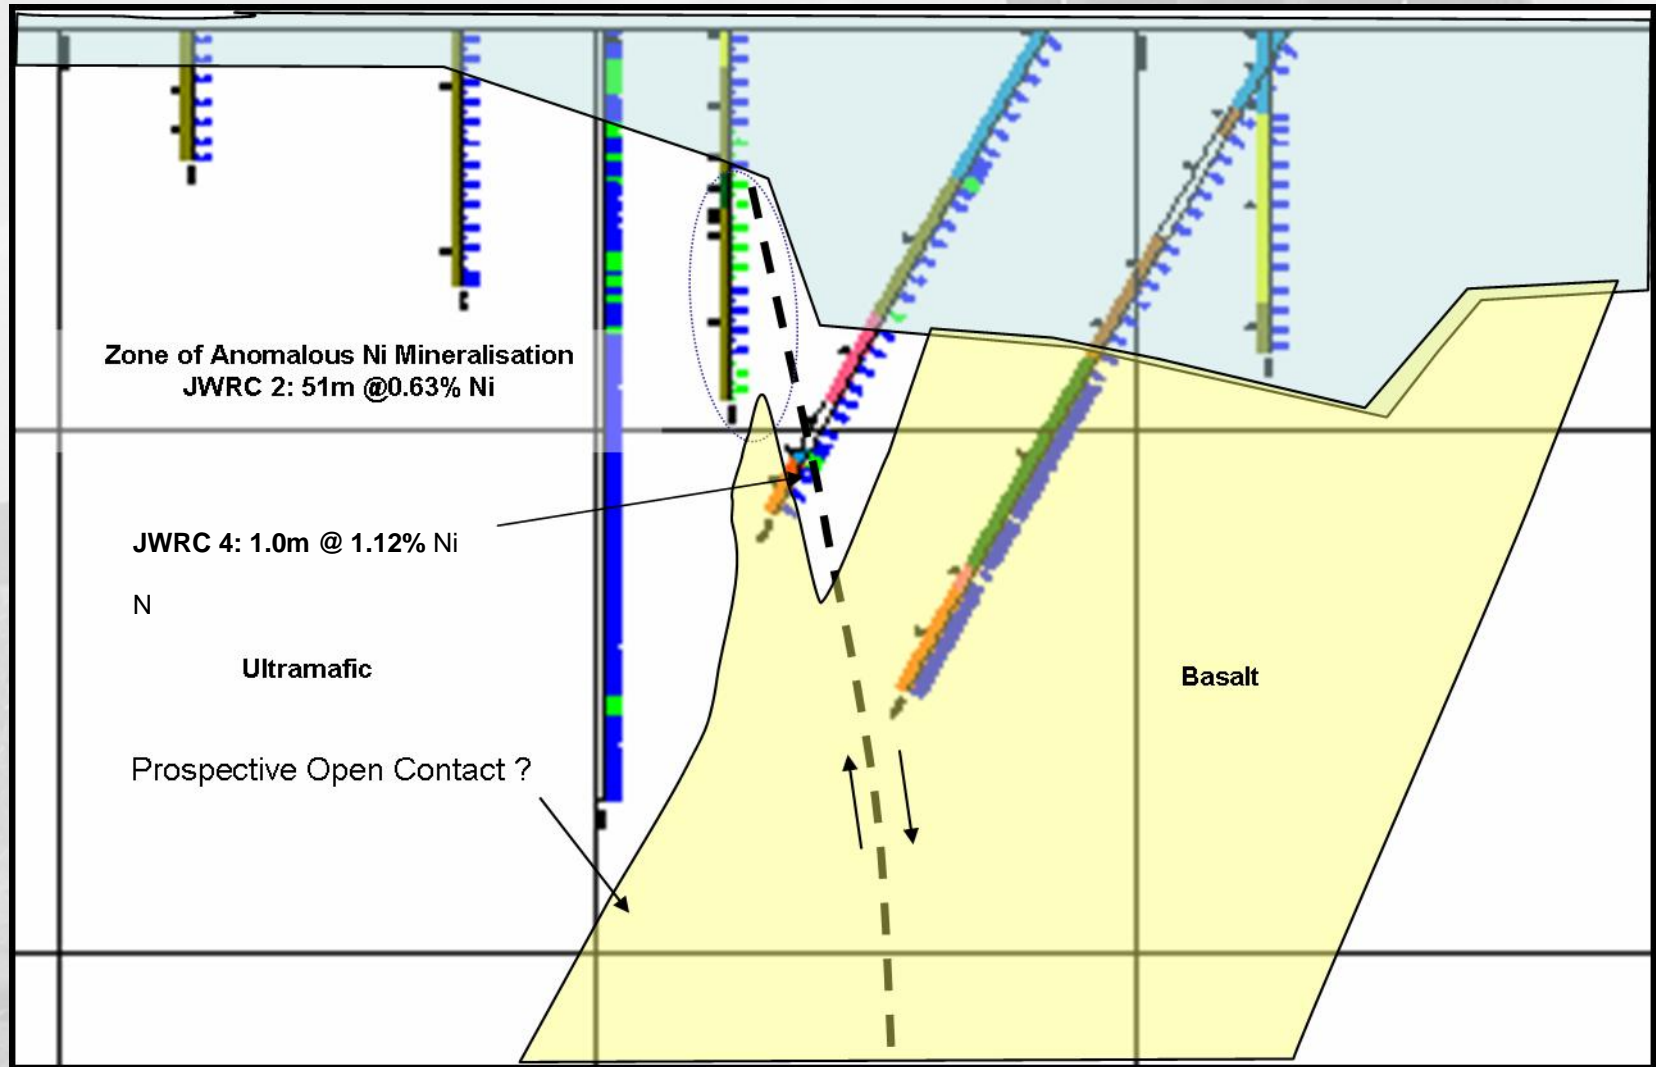 Zone of Anomalous Ni Mineralisation
JWRC 2: 51m @0.63% Ni
JWRC 4: 1.0m @ 1.12% Ni
N
Ultramafic
Basalt
Prospective Open Contact ?